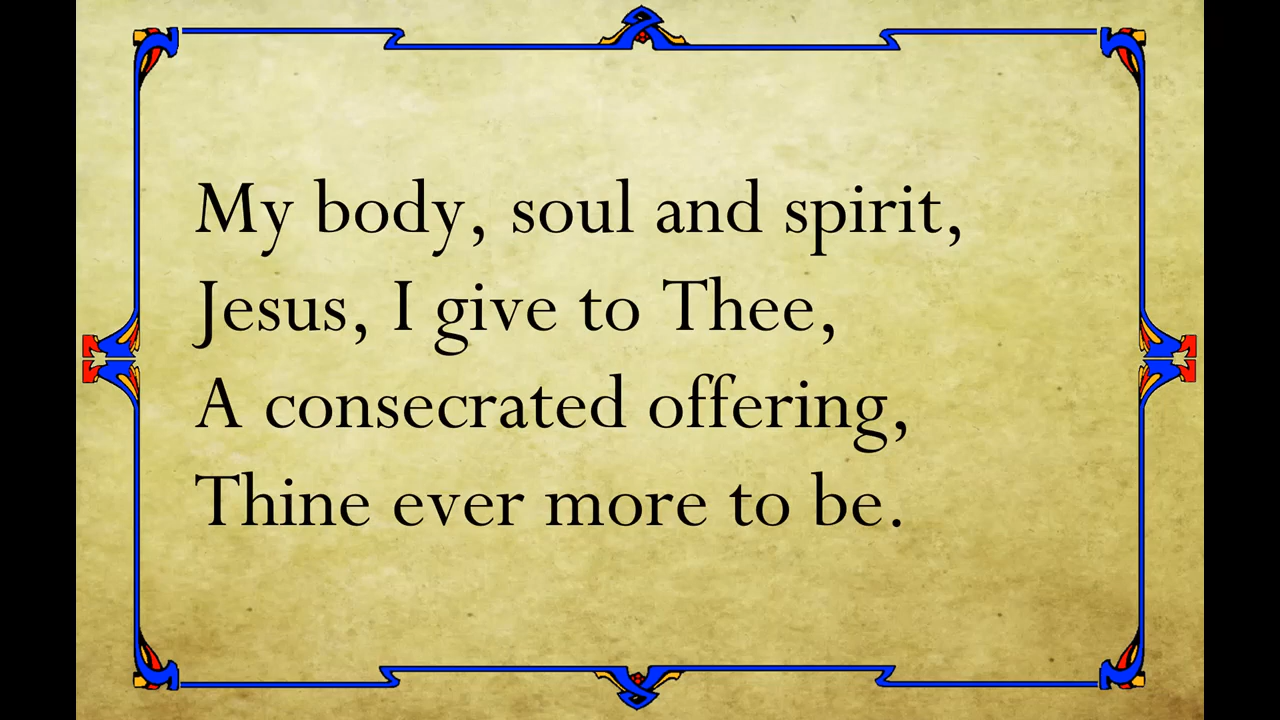 My body, soul and spirit,
Jesus, I give to Thee,
A consecrated offering,
Thine ever more to be.